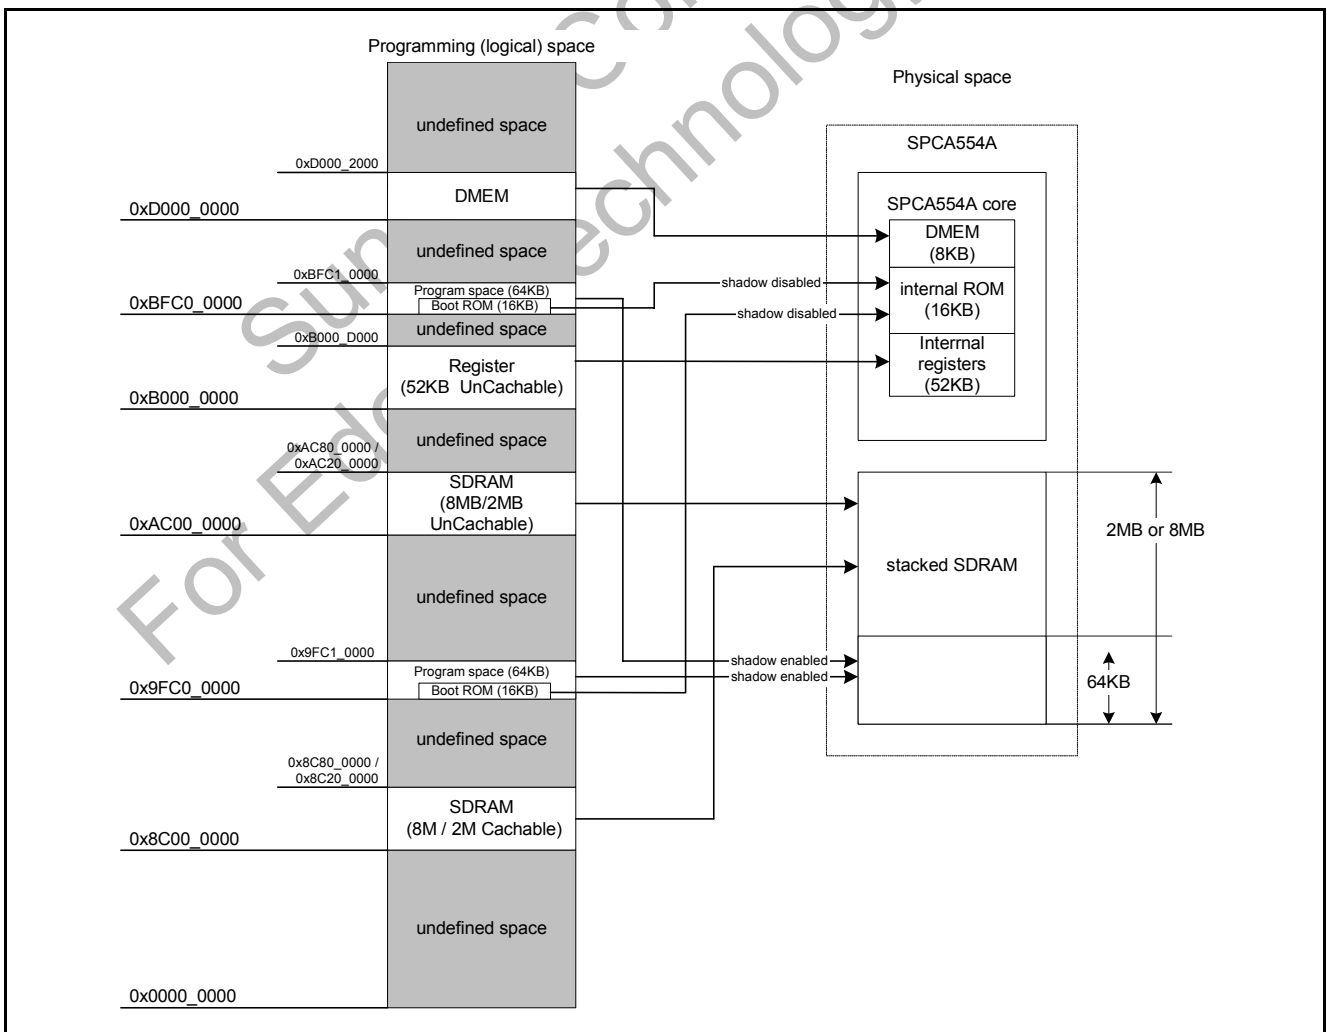 Programming (logical) space
Physical space
undefined space
SPCA554A
0xD000_2000
DMEM
SPCA554A core
0xD000_0000
DMEM
(8KB)
undefined space
0xBFC1_0000
shadow disabled
Program space (64KB)
internal ROM
(16KB)
0xBFC0_0000
Boot ROM (16KB)
shadow disabled
undefined space
0xB000_D000
Interrnal
registers
(52KB)
Register
(52KB UnCachable)
0xB000_0000
undefined space
0xAC80_0000 /
0xAC20_0000
SDRAM
(8MB/2MB
UnCachable)
0xAC00_0000
2MB or 8MB
stacked SDRAM
undefined space
0x9FC1_0000
shadow enabled
Program space (64KB)
shadow enabled
64KB
0x9FC0_0000
Boot ROM (16KB)
undefined space
0x8C80_0000 /
0x8C20_0000
SDRAM
(8M / 2M Cachable)
0x8C00_0000
undefined space
0x0000_0000